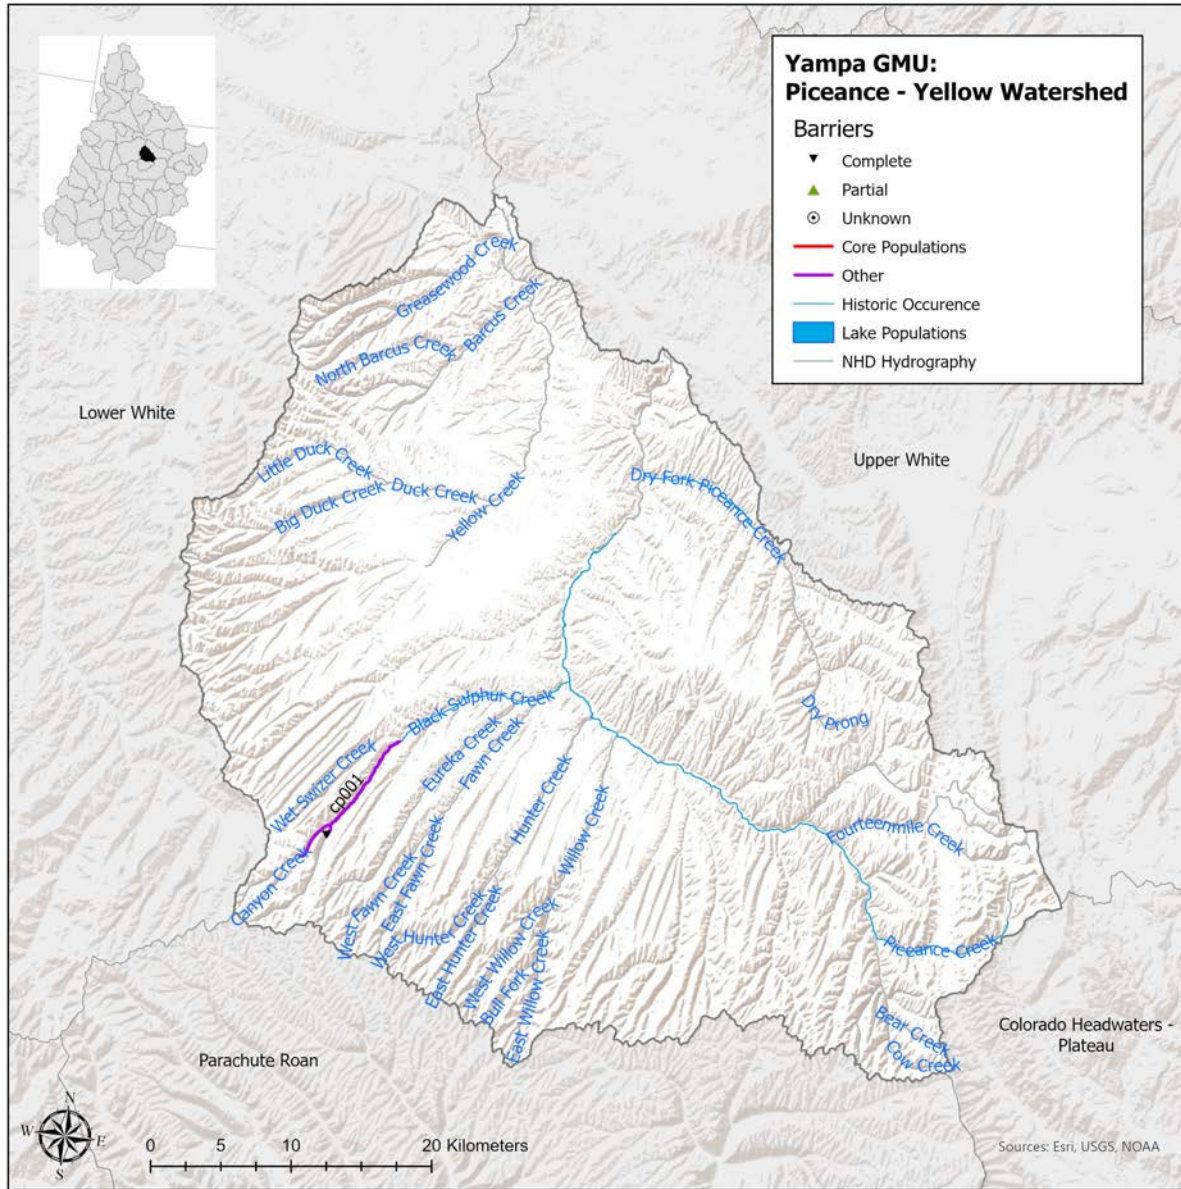 Yampa GMU:
Piceance - Yellow Watershed
Barriers
Complete
Partial
Unknown
Core Populations
Other
Historic Occurence
Lake Populations
NHD Hydrography
Greasewood Creek
Barcus Creek
North Barcus Creek
Lower White
Upper White
Little Duck Creek
Big Duck Creek
Duck Creek
Yellow Creek
Dry Fork Piceance Creek
Dry Prong
Black Sulphur Creek
Wet Swizer Creek
cp001
Eureka Creek
Fawn Creek
Hunter Creek
Willow Creek
Canyon Creek
West Fawn Creek
East Fawn Creek
West Hunter Creek
East Hunter Creek
West Willow Creek
Bull Fork
East Willow Creek
Fourteenmile Creek
Piceance Creek
Bear Creek
Cow Creek
Colorado Headwaters -
Plateau
Parachute Roan
N
W
E
S
0 5 10 20 Kilometers
Sources: Esri, USGS, NOAA